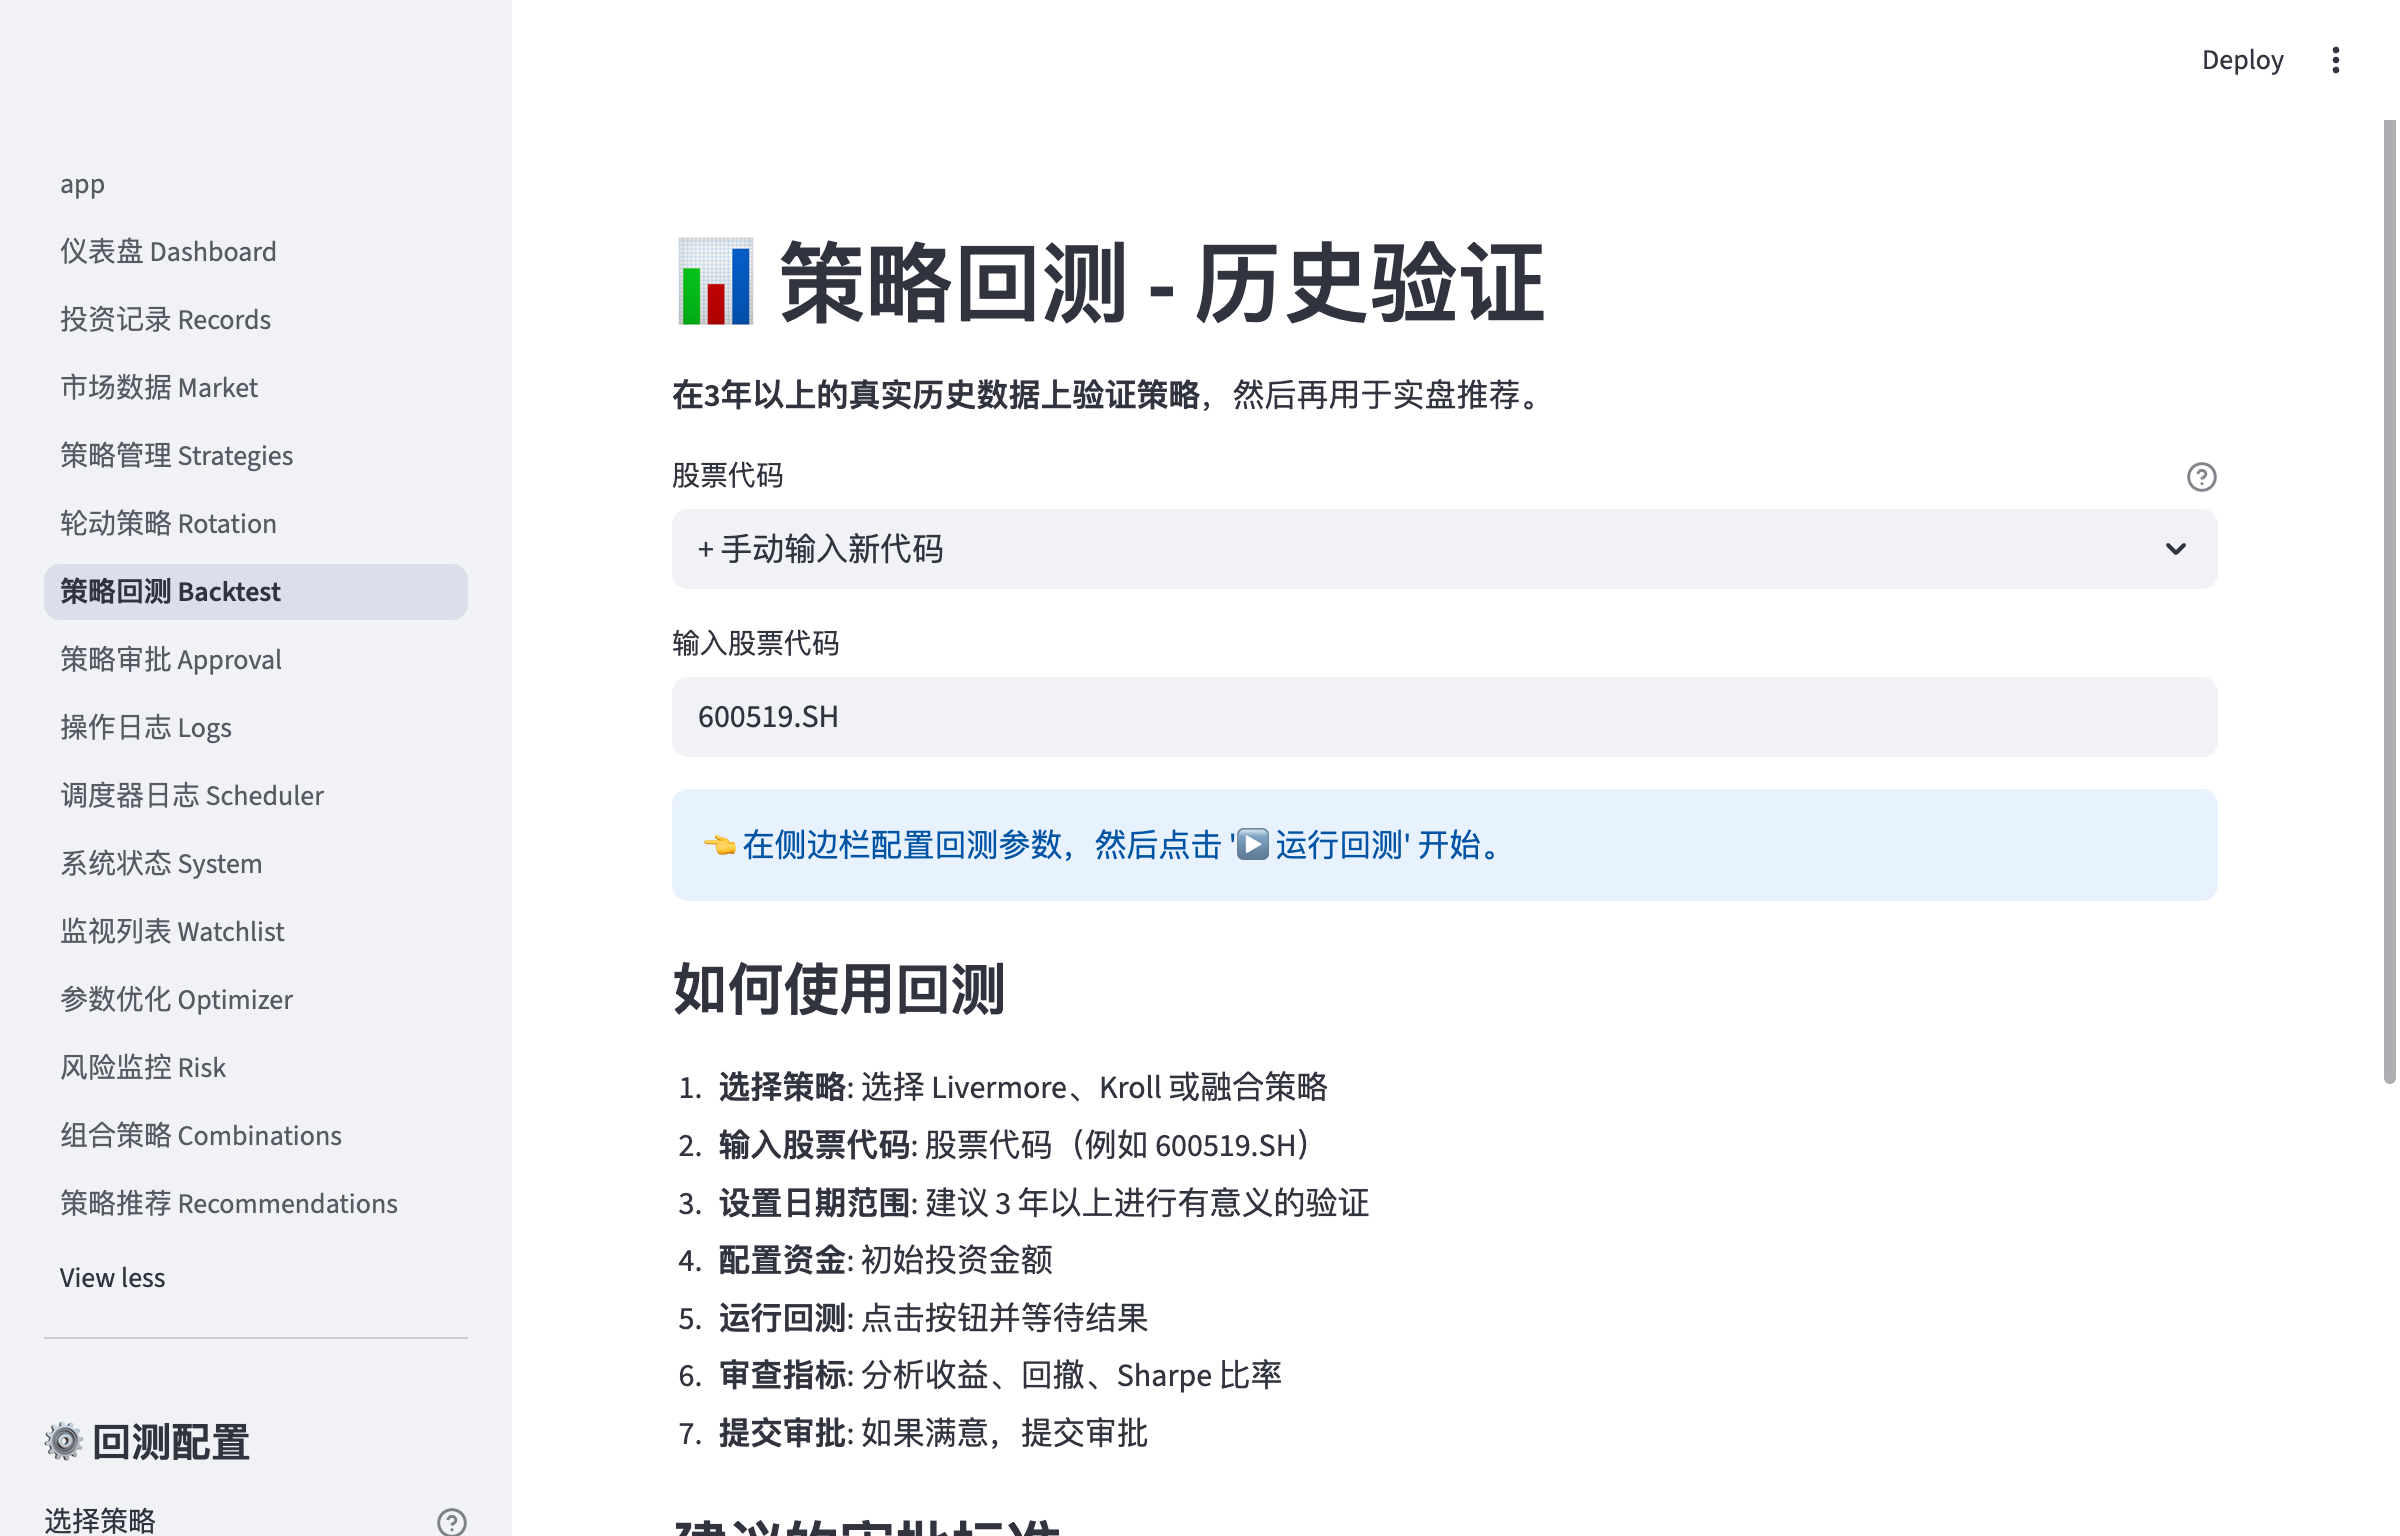 Deploy
app
仪表盘 Dashboard
投资记录 Records
市场数据 Market
策略管理 Strategies
轮动策略 Rotation
策略回测 Backtest
策略审批 Approval
操作日志 Logs
调度器日志 Scheduler
系统状态 System
监视列表 Watchlist
参数优化 Optimizer
风险监控 Risk
组合策略 Combinations
策略推荐 Recommendations
View less
回测配置
选择策略
策略回测 - 历史验证
在3年以上的真实历史数据上验证策略，然后再用于实盘推荐。
股票代码
+ 手动输入新代码
输入股票代码
600519.SH
👈 在侧边栏配置回测参数，然后点击 '▶️ 运行回测' 开始。
如何使用回测
1. 选择策略: 选择 Livermore、Kroll 或融合策略
2. 输入股票代码: 股票代码（例如 600519.SH）
3. 设置日期范围: 建议 3 年以上进行有意义的验证
4. 配置资金: 初始投资金额
5. 运行回测: 点击按钮并等待结果
6. 审查指标: 分析收益、回撤、Sharpe 比率
7. 提交审批: 如果满意，提交审批
建议的审批标准